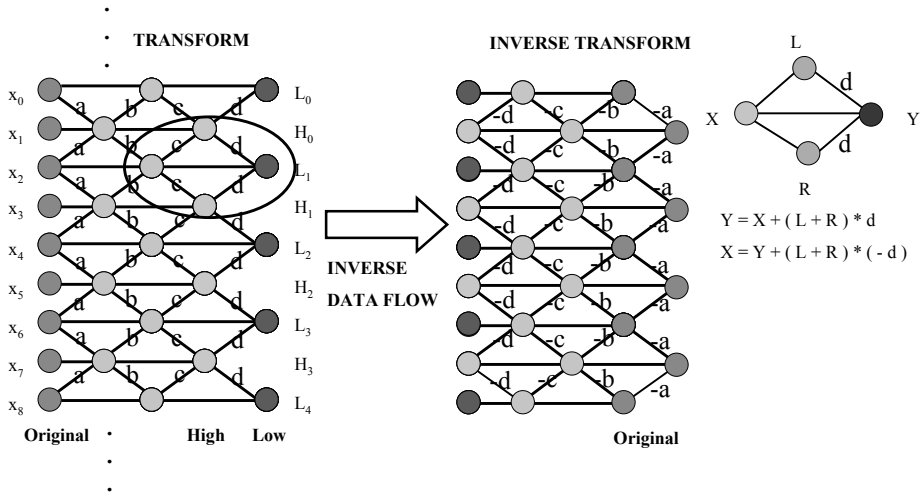 TRANSFORM
x0
x1
x2
x3
x4
x5
x6
x7
x8
a b c d
a b c d
a b c d
a b c d
a b c d
a b c d
a b c d
a b c d
L0
H0
L1
H1
L2
H2
L3
H3
L4
Original High Low
INVERSE
DATA FLOW
INVERSE TRANSFORM
-d -c -b -a
-d -c -b -a
-d -c -b -a
-d -c -b -a
-d -c -b -a
-d -c -b -a
-d -c -b -a
-d -c -b -a
Original
L
d
X Y
d
R
Y = X + ( L + R ) * d
X = Y + ( L + R ) * ( - d )